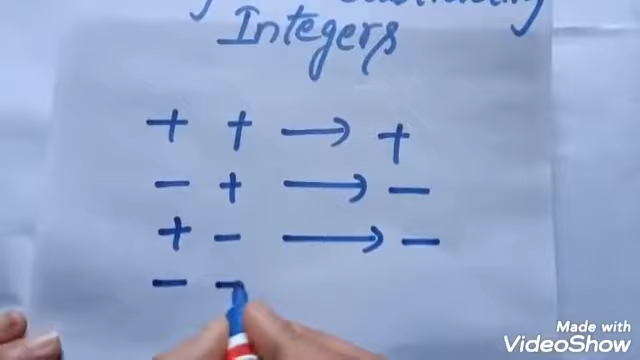 Integers
+ + → +
− + → −
+ − → −
− −
Made with
VideoShow